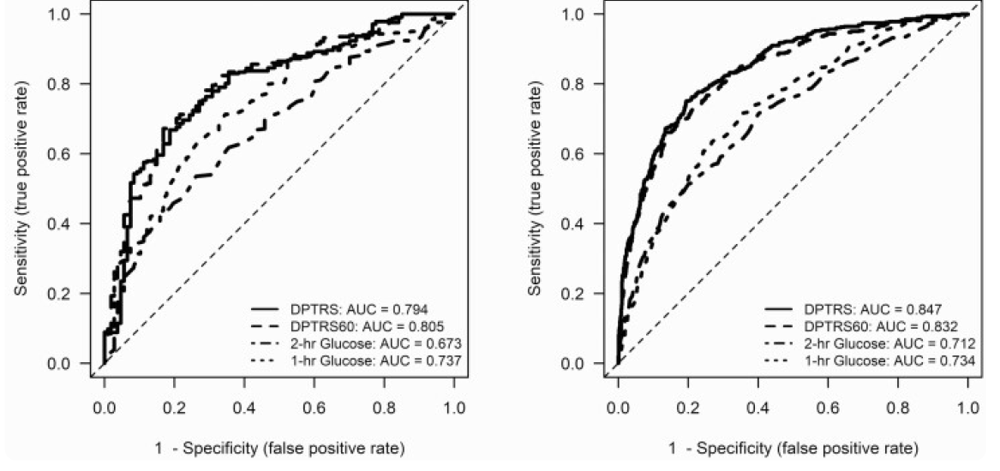 1.0
0.8
0.6
0.4
0.2
0.0
Sensitivity (true positive rate)
DPTRS: AUC = 0.794
DPTRS60: AUC = 0.805
2-hr Glucose: AUC = 0.673
1-hr Glucose: AUC = 0.737
0.0 0.2 0.4 0.6 0.8 1.0
1 - Specificity (false positive rate)
1.0
0.8
0.6
0.4
0.2
0.0
Sensitivity (true positive rate)
DPTRS: AUC = 0.847
DPTRS60: AUC = 0.832
2-hr Glucose: AUC = 0.712
1-hr Glucose: AUC = 0.734
0.0 0.2 0.4 0.6 0.8 1.0
1 - Specificity (false positive rate)